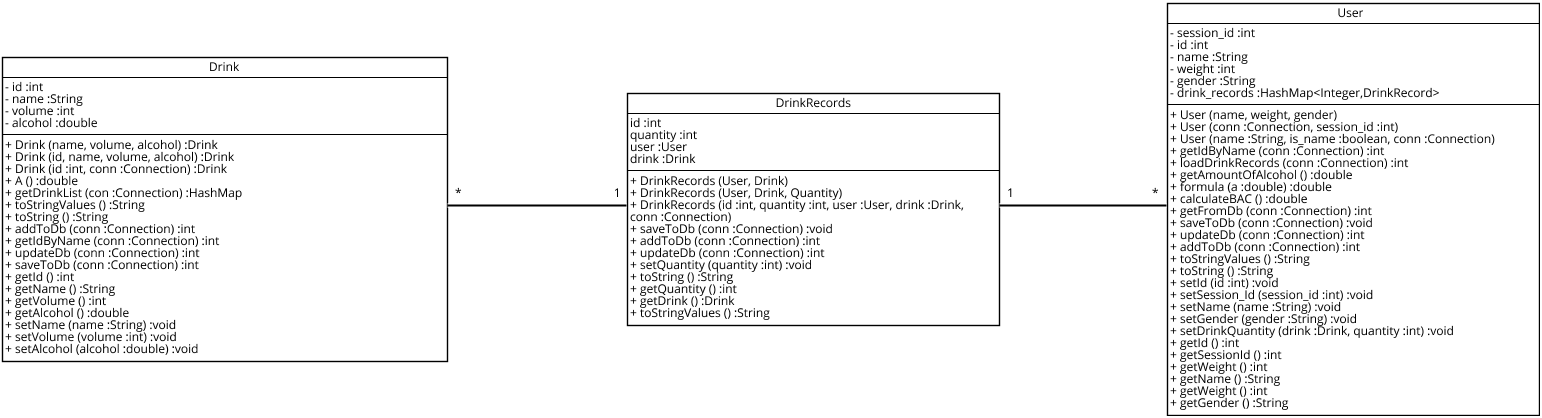 Drink
- id :int
- name :String
- volume :int
- alcohol :double
+ Drink (name, volume, alcohol) :Drink
+ Drink (id, name, volume, alcohol) :Drink
+ Drink (id :int, conn :Connection) :Drink
+ A () :double
+ getDrinkList (con :Connection) :HashMap
+ toStringValues () :String
+ toString () :String
+ addToDb (conn :Connection) :int
+ getIdByName (conn :Connection) :int
+ updateDb (conn :Connection) :int
+ saveToDb (conn :Connection) :int
+ getId () :int
+ getName () :String
+ getVolume () :int
+ getAlcohol () :double
+ setName (name :String) :void
+ setVolume (volume :int) :void
+ setAlcohol (alcohol :double) :void
*
1
DrinkRecords
id :int
quantity :int
user :User
drink :Drink
+ DrinkRecords (User, Drink)
+ DrinkRecords (User, Drink, Quantity)
+ DrinkRecords (id :int, quantity :int, user :User, drink :Drink,
conn :Connection)
+ saveToDb (conn :Connection) :void
+ addToDb (conn :Connection) :int
+ updateDb (conn :Connection) :int
+ setQuantity (quantity :int) :void
+ toString () :String
+ getQuantity () :int
+ getDrink () :Drink
+ toStringValues () :String
1
*
User
- session_id :int
- id :int
- name :String
- weight :int
- gender :String
- drink_records :HashMap<Integer,DrinkRecord>
+ User (name, weight, gender)
+ User (conn :Connection, session_id :int)
+ User (name :String, is_name :boolean, conn :Connection)
+ getIdByName (conn :Connection) :int
+ loadDrinkRecords (conn :Connection) :int
+ getAmountOfAlcohol () :double
+ formula (a :double) :double
+ calculateBAC () :double
+ getFromDb (conn :Connection) :int
+ saveToDb (conn :Connection) :void
+ updateDb (conn :Connection) :int
+ addToDb (conn :Connection) :int
+ toStringValues () :String
+ toString () :String
+ setId (id :int) :void
+ setSession_Id (session_id :int) :void
+ setName (name :String) :void
+ setGender (gender :String) :void
+ setDrinkQuantity (drink :Drink, quantity :int) :void
+ getId () :int
+ getSessionId () :int
+ getWeight () :int
+ getName () :String
+ getWeight () :int
+ getGender () :String